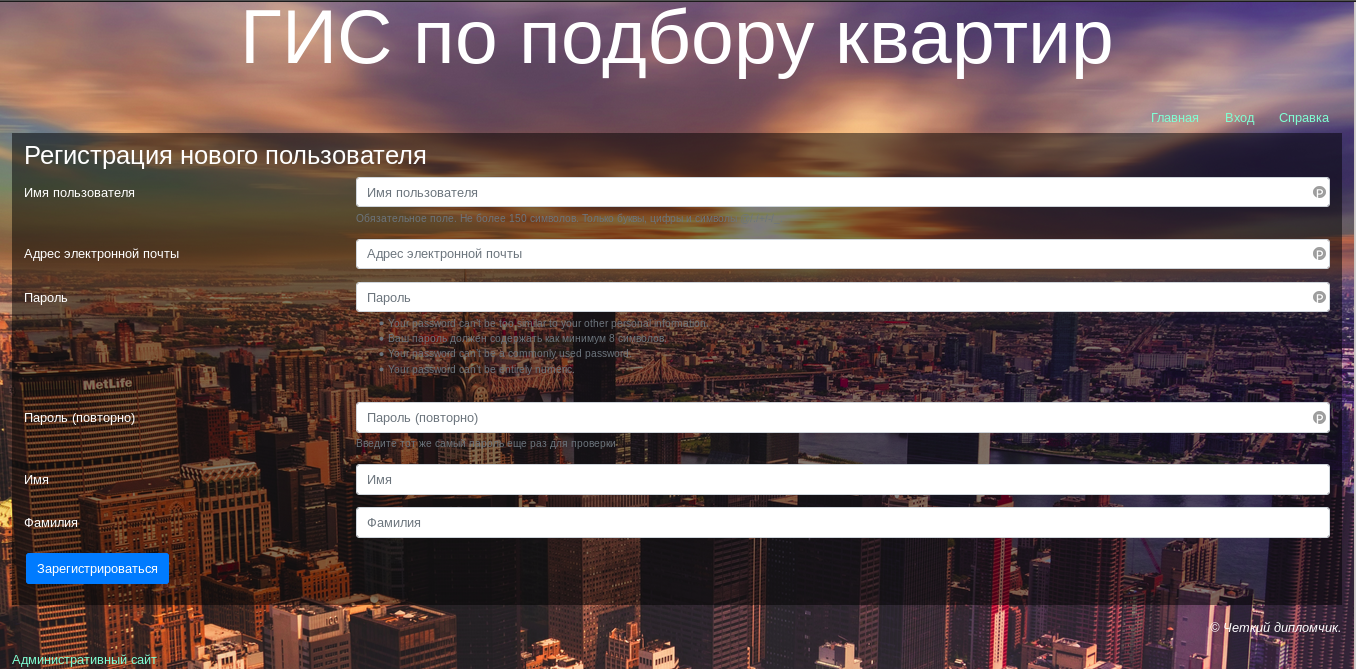 ГИС по подбору квартир
Главная Вход Справка
Регистрация нового пользователя
Имя пользователя Имя пользователя
Обязательное поле. Не более 150 символов. Только буквы, цифры и символы
Адрес электронной почты Адрес электронной почты
Пароль Пароль
Your password can't be too similar to your other personal information.
Ваш пароль должен содержать как минимум 8 символов.
Your password can't be a commonly used password.
Your password can't be entirely numeric.
MetLife
Пароль (повторно) Пароль (повторно)
Введите тот же самый пароль еще раз для проверки.
Имя Имя
Фамилия Фамилия
Зарегистрироваться
© Четкий дипломчик.
Административный сайт